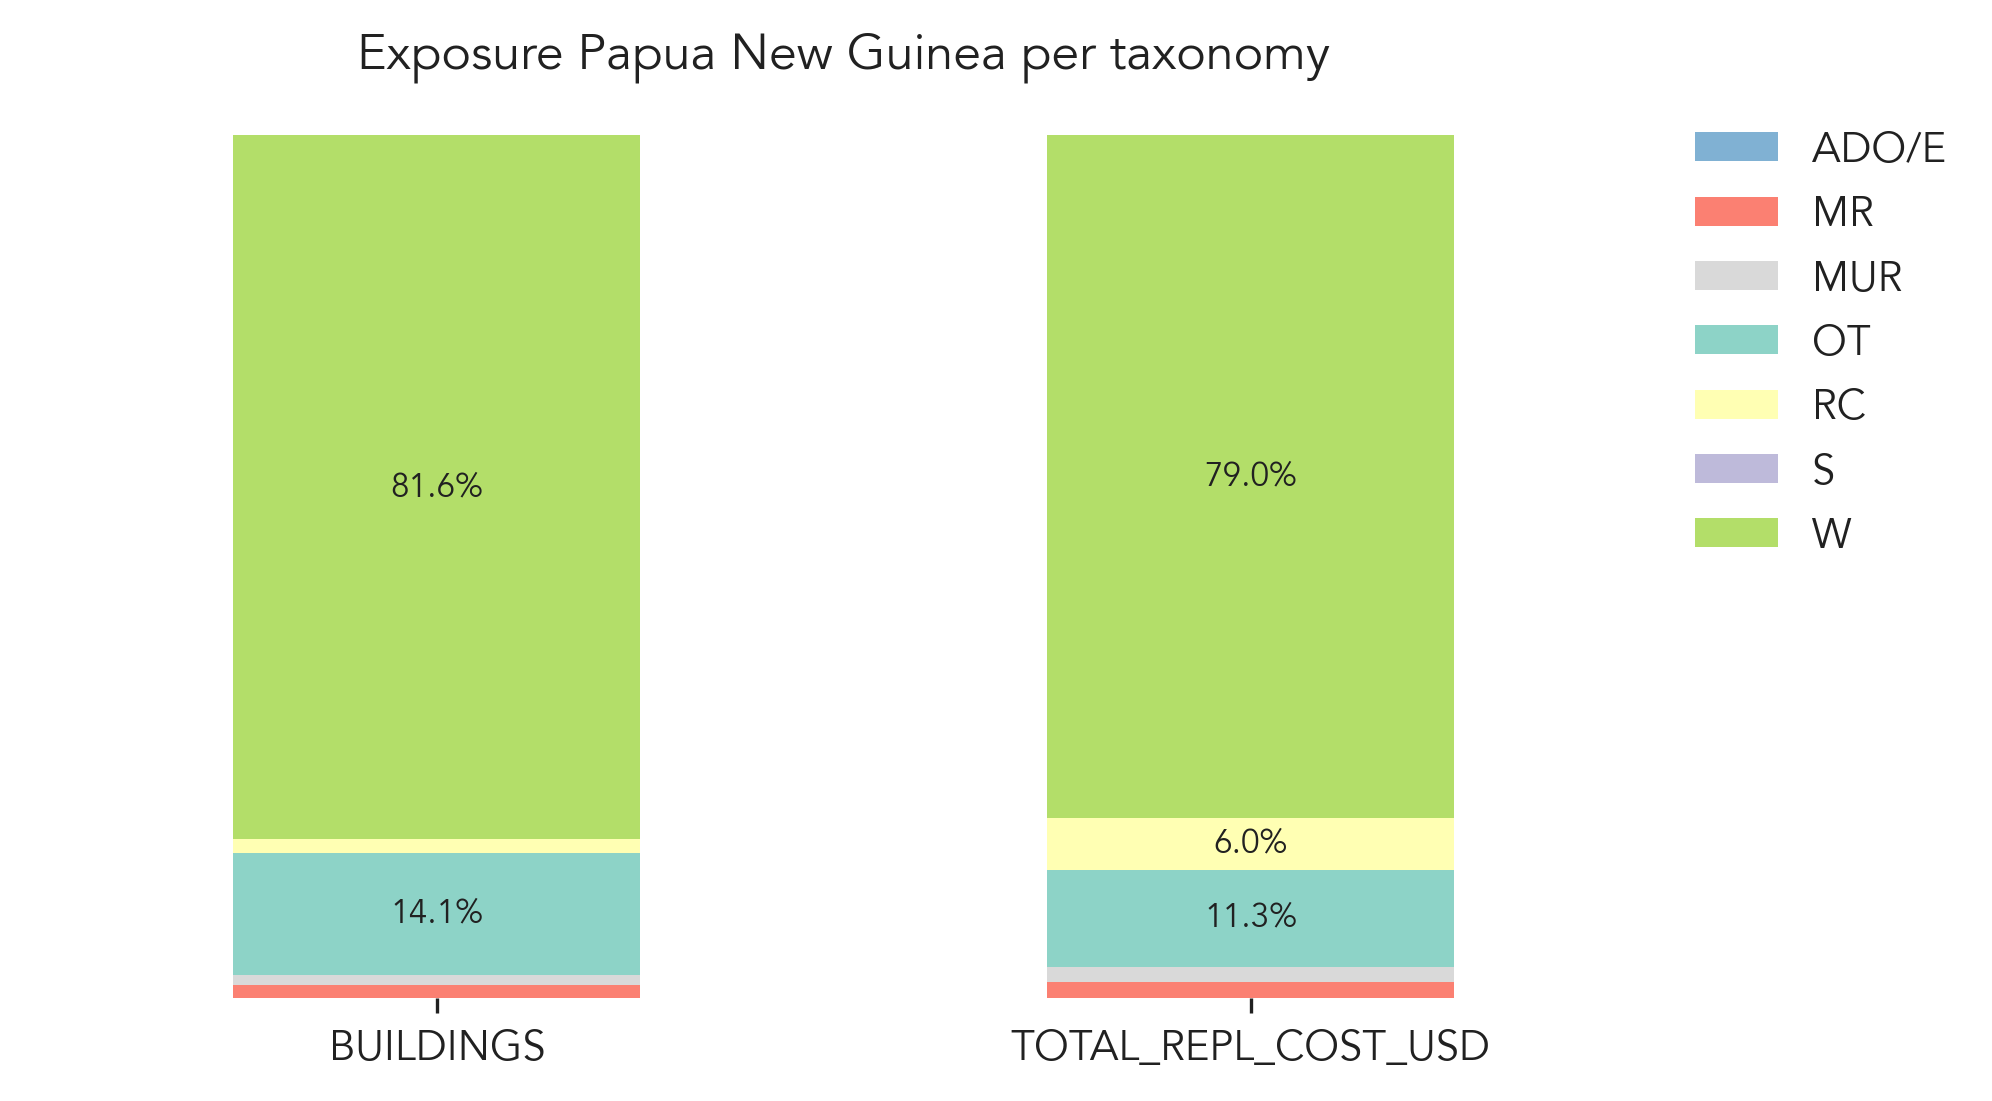 Exposure Papua New Guinea per taxonomy
ADO/E
MR
MUR
OT
RC
S
W
81.6%
14.1%
79.0%
6.0%
11.3%
BUILDINGS
TOTAL_REPL_COST_USD